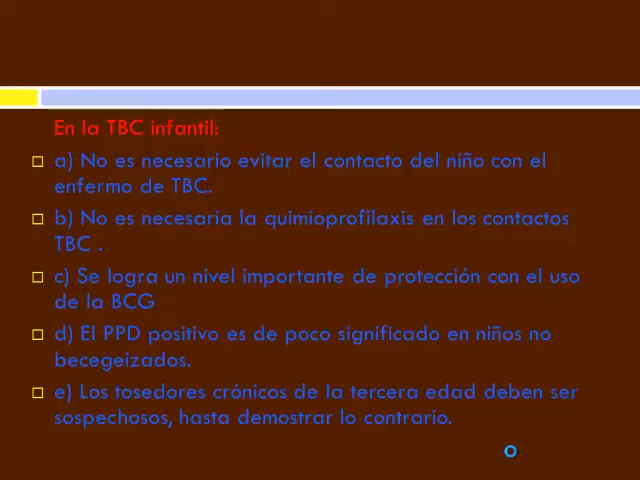 En la TBC infantil:
a) No es necesario evitar el contacto del niño con el
enfermo de TBC.
b) No es necesaria la quimioprofilaxis en los contactos
TBC .
c) Se logra un nivel importante de protección con el uso
de la BCG
d) El PPD positivo es de poco significado en niños no
becegeizados.
e) Los tosedores crónicos de la tercera edad deben ser
sospechosos, hasta demostrar lo contrario.
o